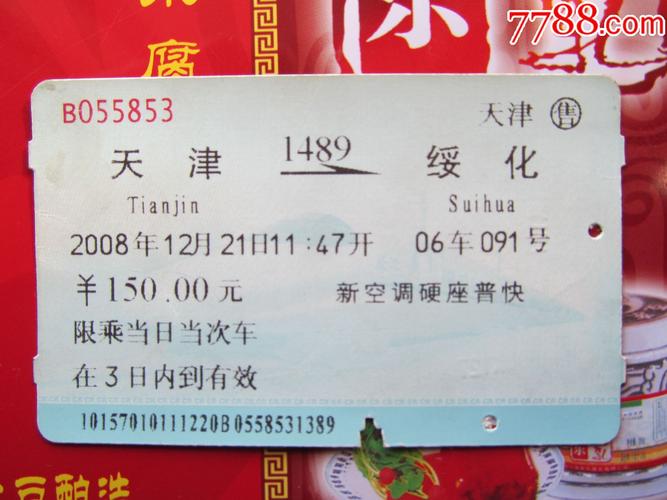 7788.com
B055853 天津 售
天津 1489 绥化
Tianjin Suihua
2008年12月21日11:47开 06车091号
¥150.00元 新空调硬座普快
限乘当日当次车
在3日内到有效
10157010111220B0558531389
腐